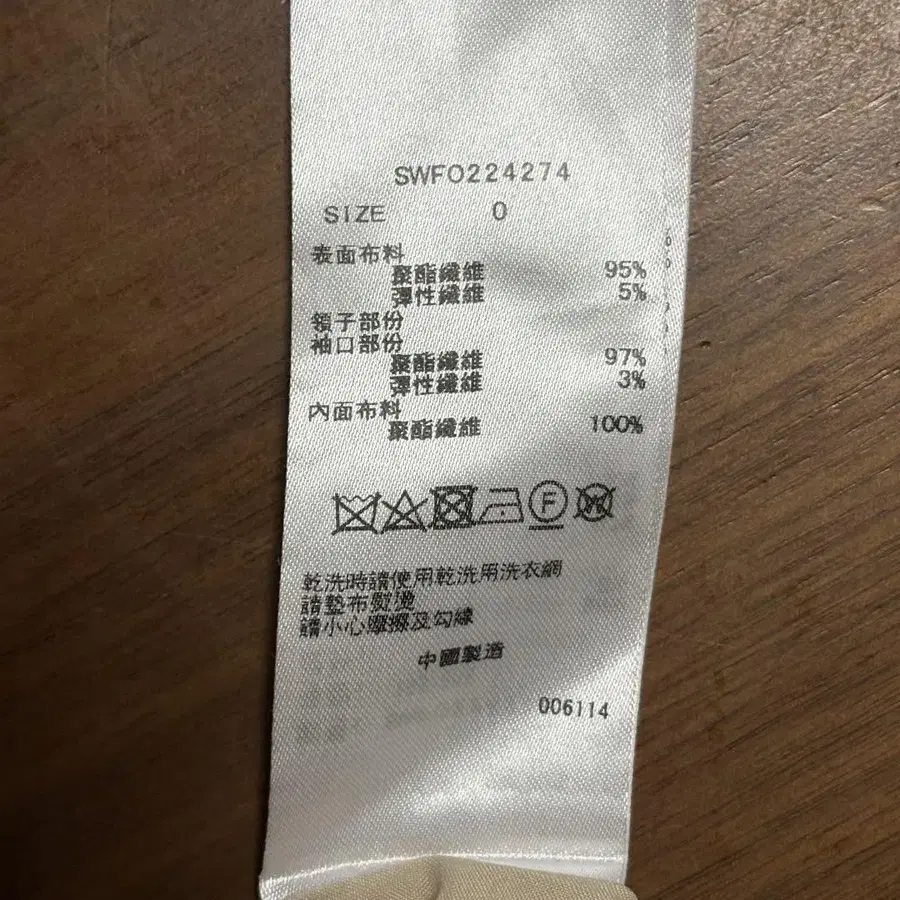 SWF0224274
SIZE 0
表面布料
聚酯纖維 95%
彈性纖維 5%
領子部份
袖口部份
聚酯纖維 97%
彈性纖維 3%
內面布料
聚酯纖維 100%
F
W
乾洗時請使用乾洗用洗衣網
請墊布熨燙
請小心摩擦及勾線
中國製造
006114